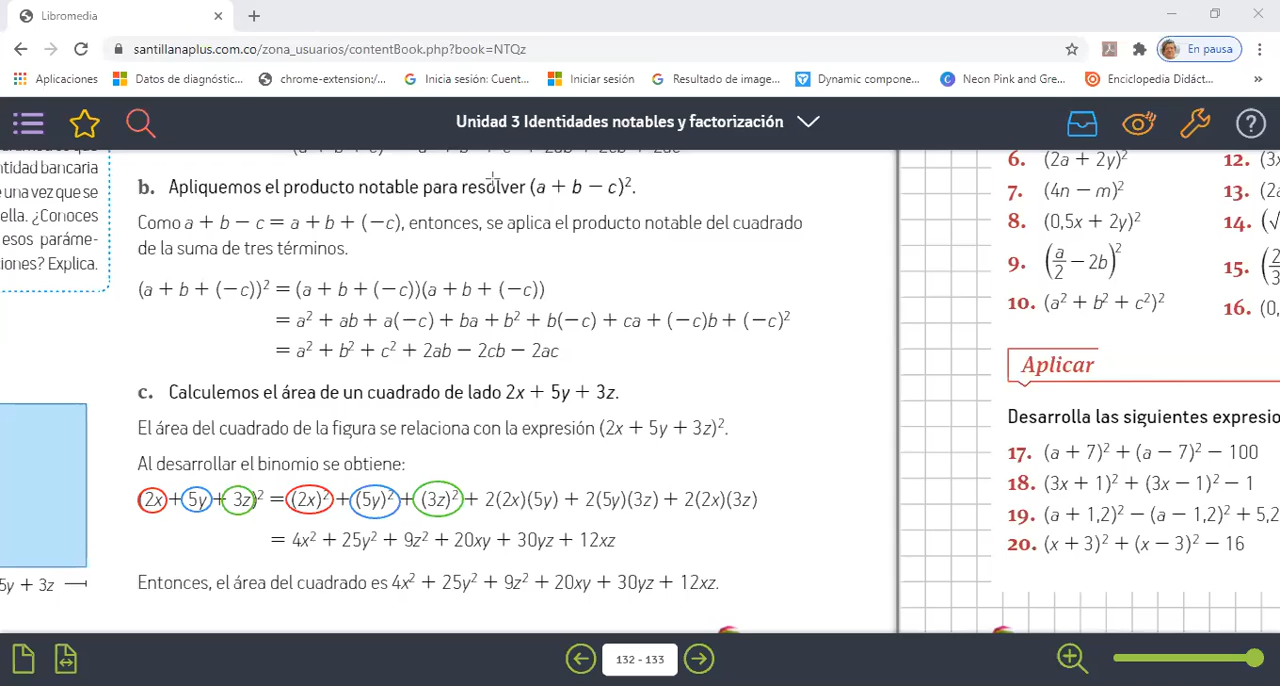 Libromedia
santillanaplus.com.co/zona_usuarios/contentBook.php?book=NTQz
En pausa
Aplicaciones
Datos de diagnóstic...
chrome-extension:/...
Inicia sesión: Cuent...
Iniciar sesión
Resultado de image...
Dynamic compone...
Neon Pink and Gre...
Enciclopedia Didáct...
»
Unidad 3 Identidades notables y factorización
ntidad bancaria
e una vez que se
ella. ¿Conoces
esos paráme-
iones? Explica.
5y + 3z
b. Apliquemos el producto notable para resolver (a + b − c)².
Como a + b − c = a + b + (−c), entonces, se aplica el producto notable del cuadrado
de la suma de tres términos.
(a + b + (−c))² = (a + b + (−c))(a + b + (−c))
= a² + ab + a(−c) + ba + b² + b(−c) + ca + (−c)b + (−c)²
= a² + b² + c² + 2ab − 2cb − 2ac
c. Calculemos el área de un cuadrado de lado 2x + 5y + 3z.
El área del cuadrado de la figura se relaciona con la expresión (2x + 5y + 3z)².
Al desarrollar el binomio se obtiene:
(2x + 5y + 3z)² = (2x)² + (5y)² + (3z)² + 2(2x)(5y) + 2(5y)(3z) + 2(2x)(3z)
= 4x² + 25y² + 9z² + 20xy + 30yz + 12xz
Entonces, el área del cuadrado es 4x² + 25y² + 9z² + 20xy + 30yz + 12xz.
6. (2a + 2y)²
7. (4n − m)²
8. (0,5x + 2y)²
9. (a/2 − 2b)²
10. (a² + b² + c²)²
12. (3x
13. (2a
14. (√
15. (2/3
16. (0,
Aplicar
Desarrolla las siguientes expresio
17. (a + 7)² + (a − 7)² − 100
18. (3x + 1)² + (3x − 1)² − 1
19. (a + 1,2)² − (a − 1,2)² + 5,2
20. (x + 3)² + (x − 3)² − 16
132 - 133